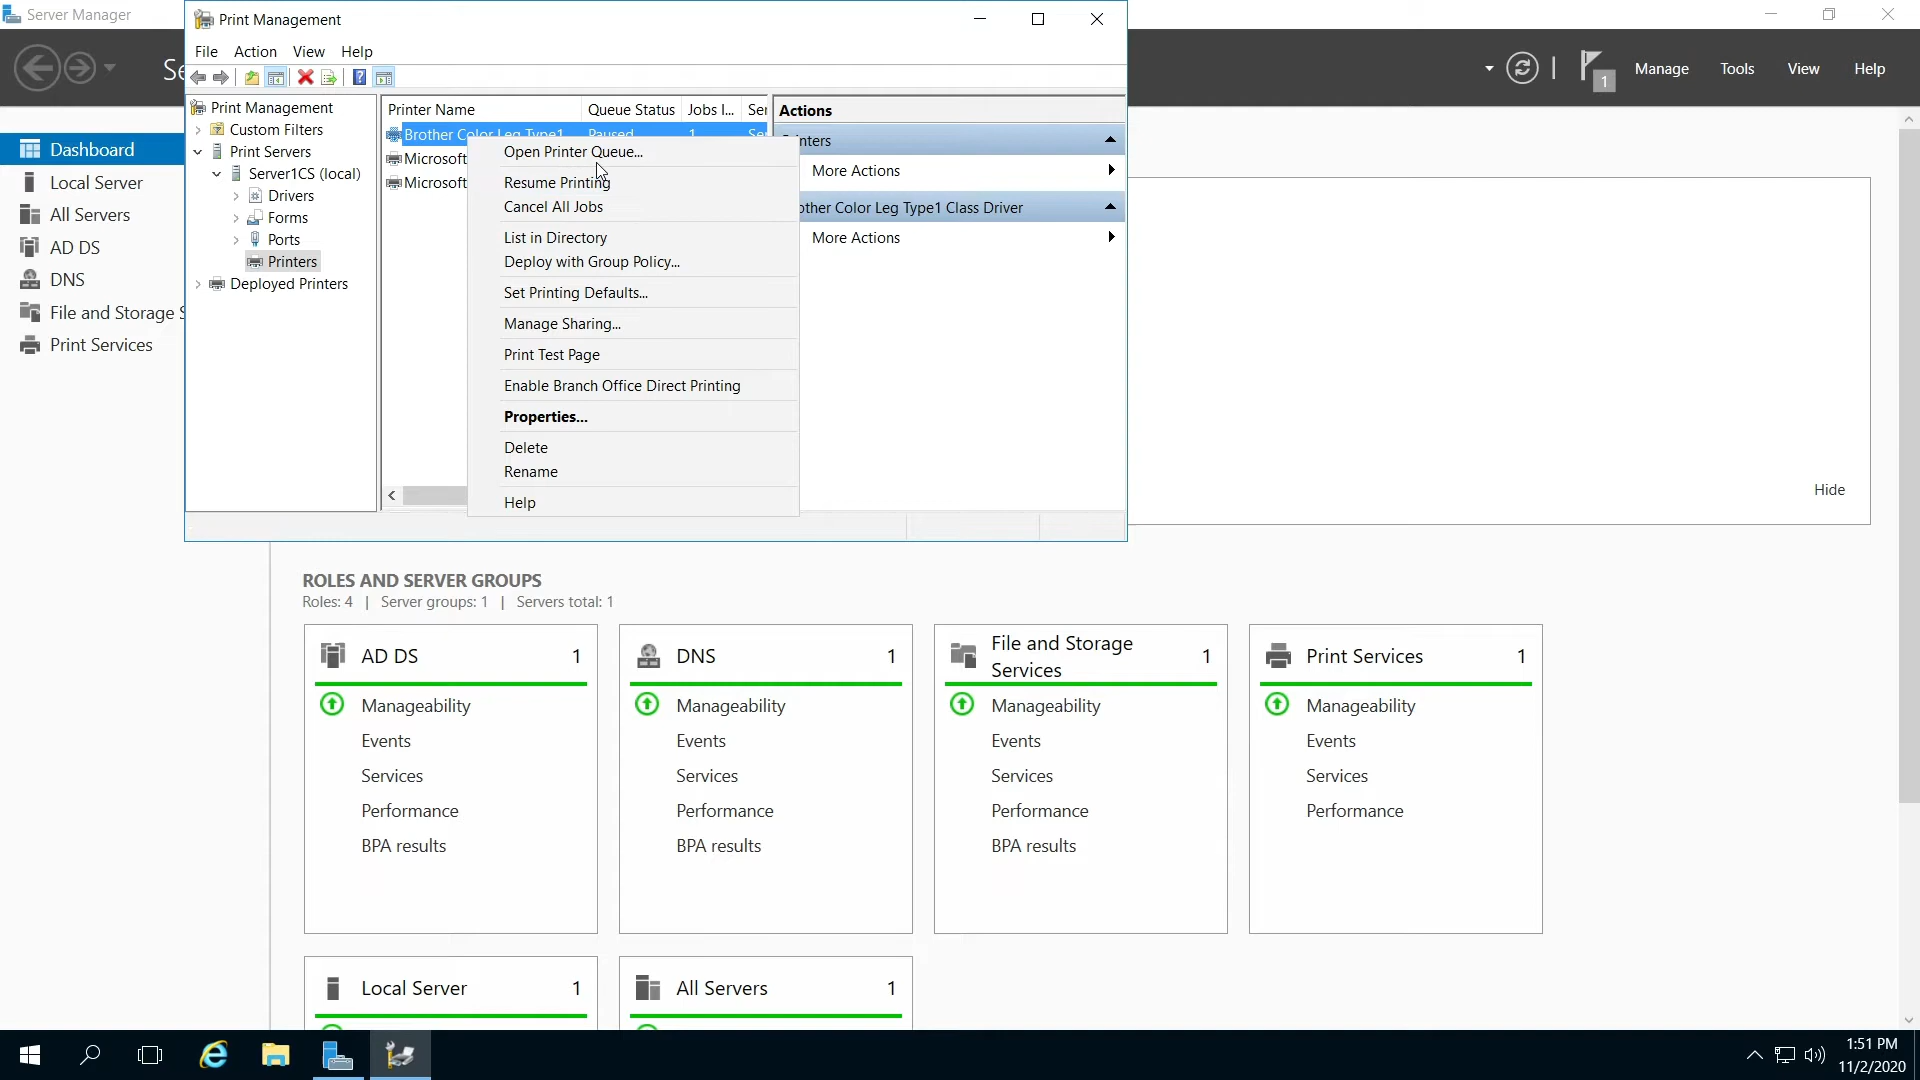 Server Manager
Print Management
File Action View Help
Manage Tools View Help
1
Print Management
Custom Filters
Print Servers
Server1CS (local)
Drivers
Forms
Ports
Printers
Deployed Printers
Printer Name Queue Status Jobs I... Ser
Brother Color Leg Type1 Paused 1 Ser
Microsoft
Microsoft
Open Printer Queue...
Resume Printing
Cancel All Jobs
List in Directory
Deploy with Group Policy...
Set Printing Defaults...
Manage Sharing...
Print Test Page
Enable Branch Office Direct Printing
Properties...
Delete
Rename
Help
Actions
nters
More Actions
other Color Leg Type1 Class Driver
More Actions
Dashboard
Local Server
All Servers
AD DS
DNS
File and Storage S
Print Services
Hide
ROLES AND SERVER GROUPS
Roles: 4 | Server groups: 1 | Servers total: 1
AD DS 1
Manageability
Events
Services
Performance
BPA results
DNS 1
Manageability
Events
Services
Performance
BPA results
File and Storage
Services 1
Manageability
Events
Services
Performance
BPA results
Print Services 1
Manageability
Events
Services
Performance
Local Server 1
All Servers 1
1:51 PM
11/2/2020